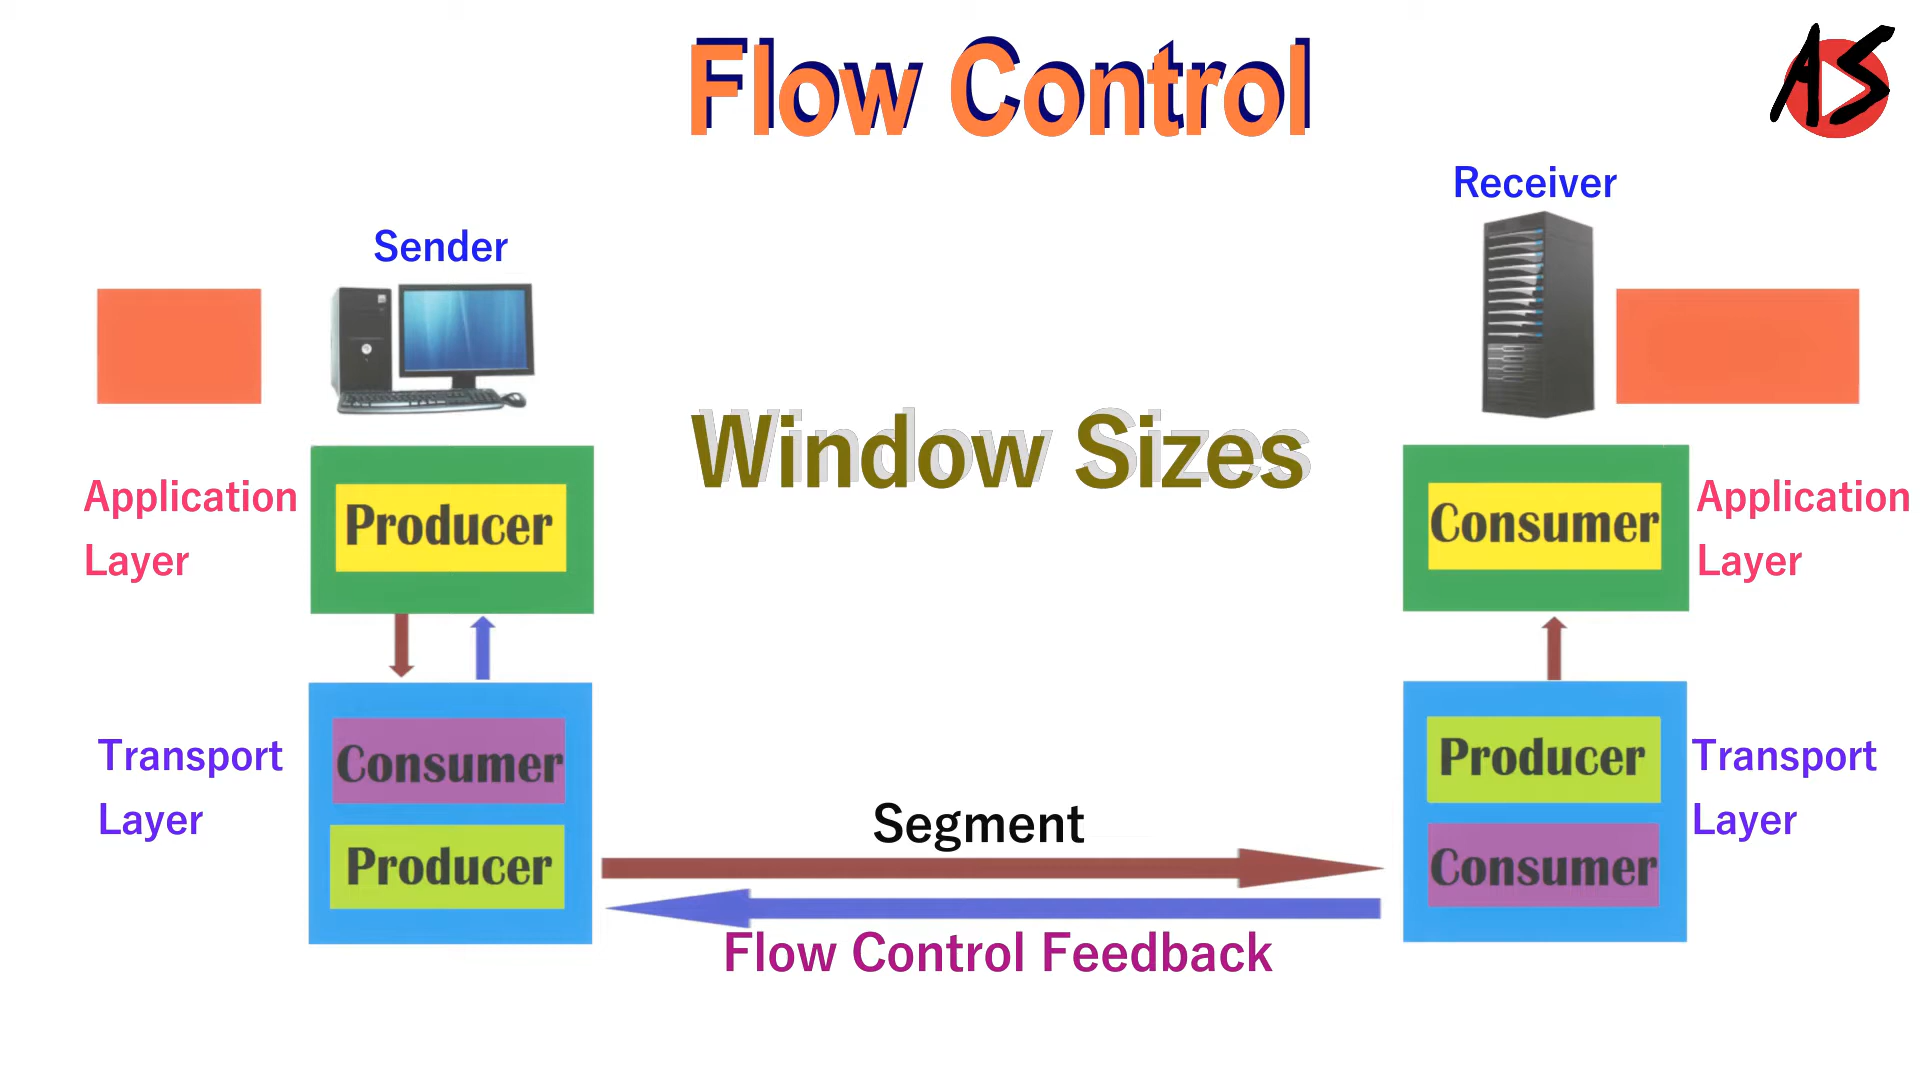 Flow Control
AS
Receiver
Sender
Window Sizes
Application
Layer
Producer
Consumer
Application
Layer
Transport
Layer
Consumer
Producer
Producer
Consumer
Transport
Layer
Segment
Flow Control Feedback